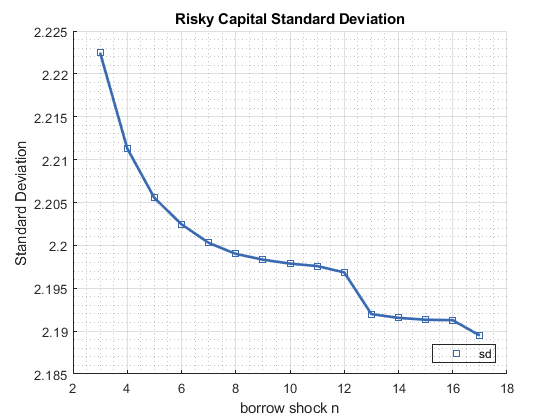 Risky Capital Standard Deviation
2.225
2.22
2.215
2.21
2.205
2.2
2.195
2.19
2.185
Standard Deviation
2 4 6 8 10 12 14 16 18
borrow shock n
sd